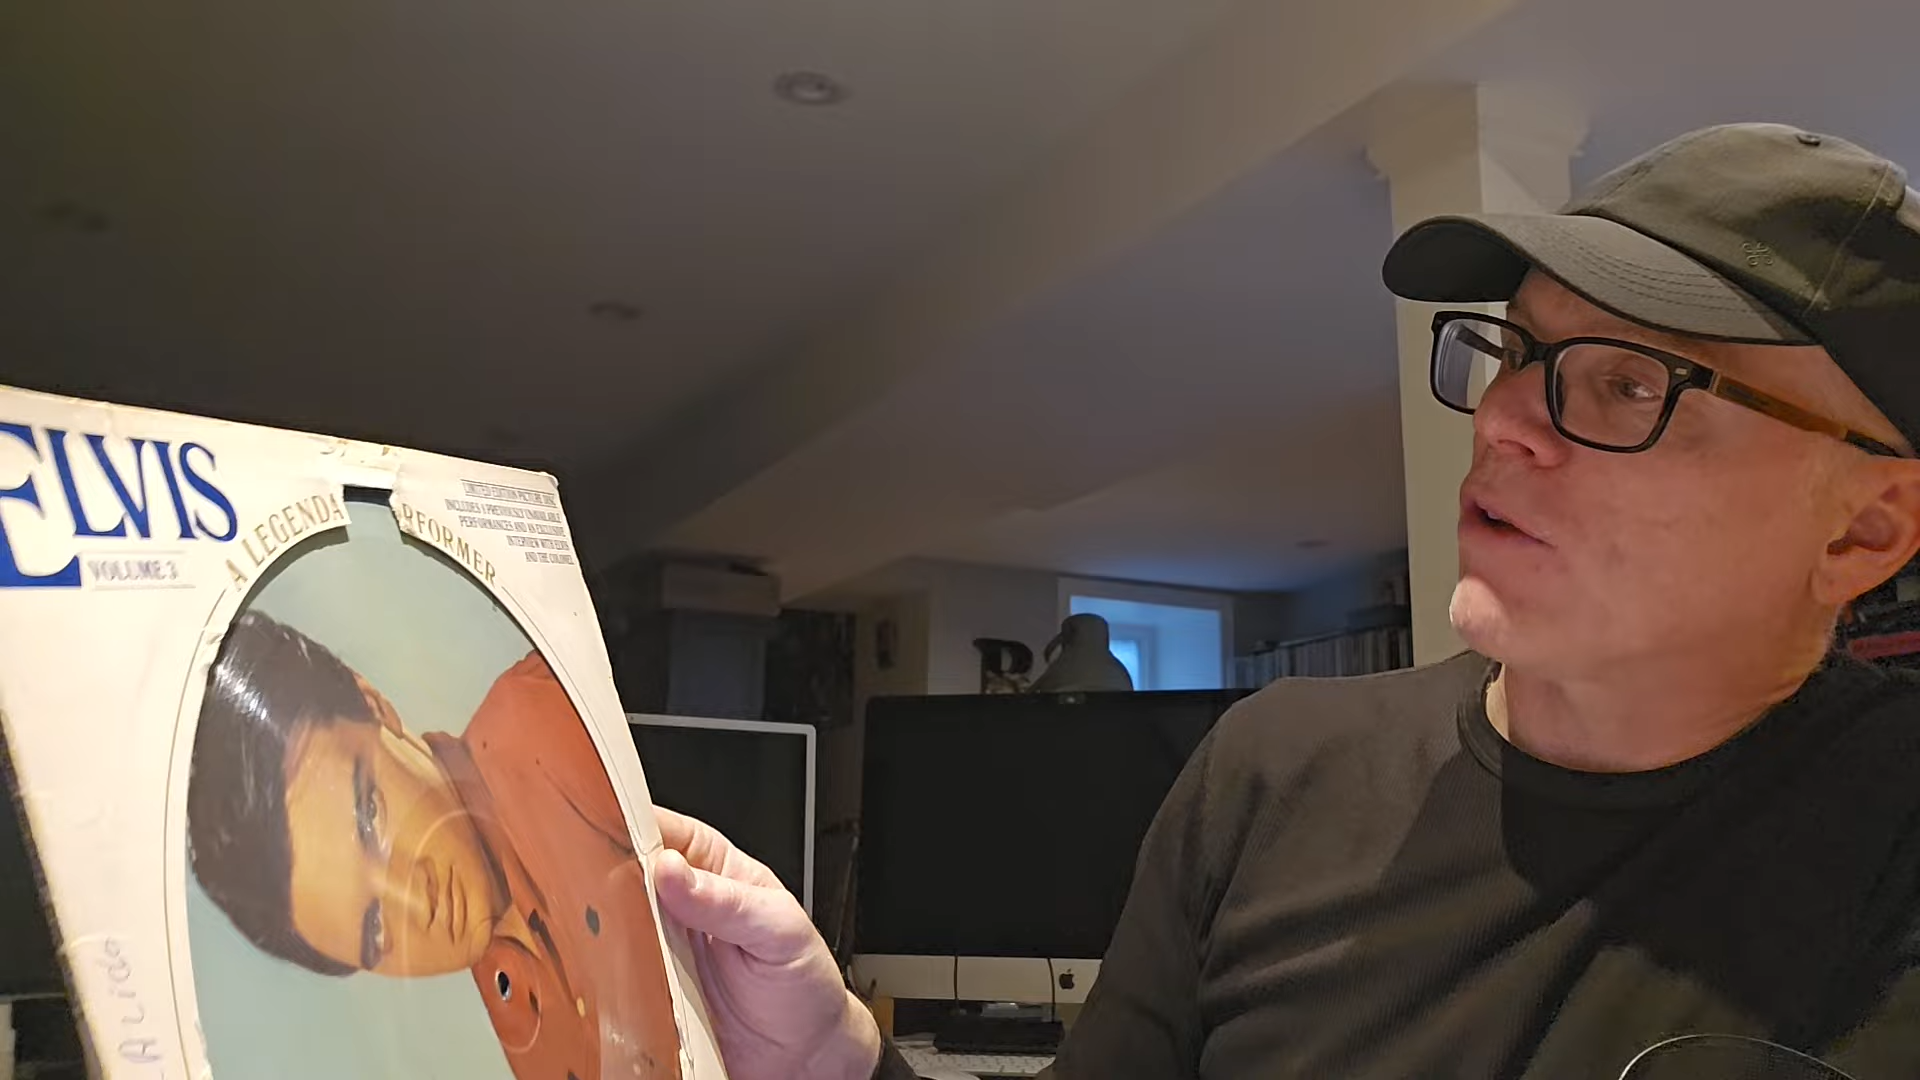 ELVIS
VOLUME 3
A LEGENDA RFORMER
LIMITED EDITION PICTURE DISC
INCLUDES 4 PREVIOUSLY UNAVAILABLE
PERFORMANCES AND AN EXCLUSIVE
INTERVIEW WITH ELVIS
AND THE COLONEL